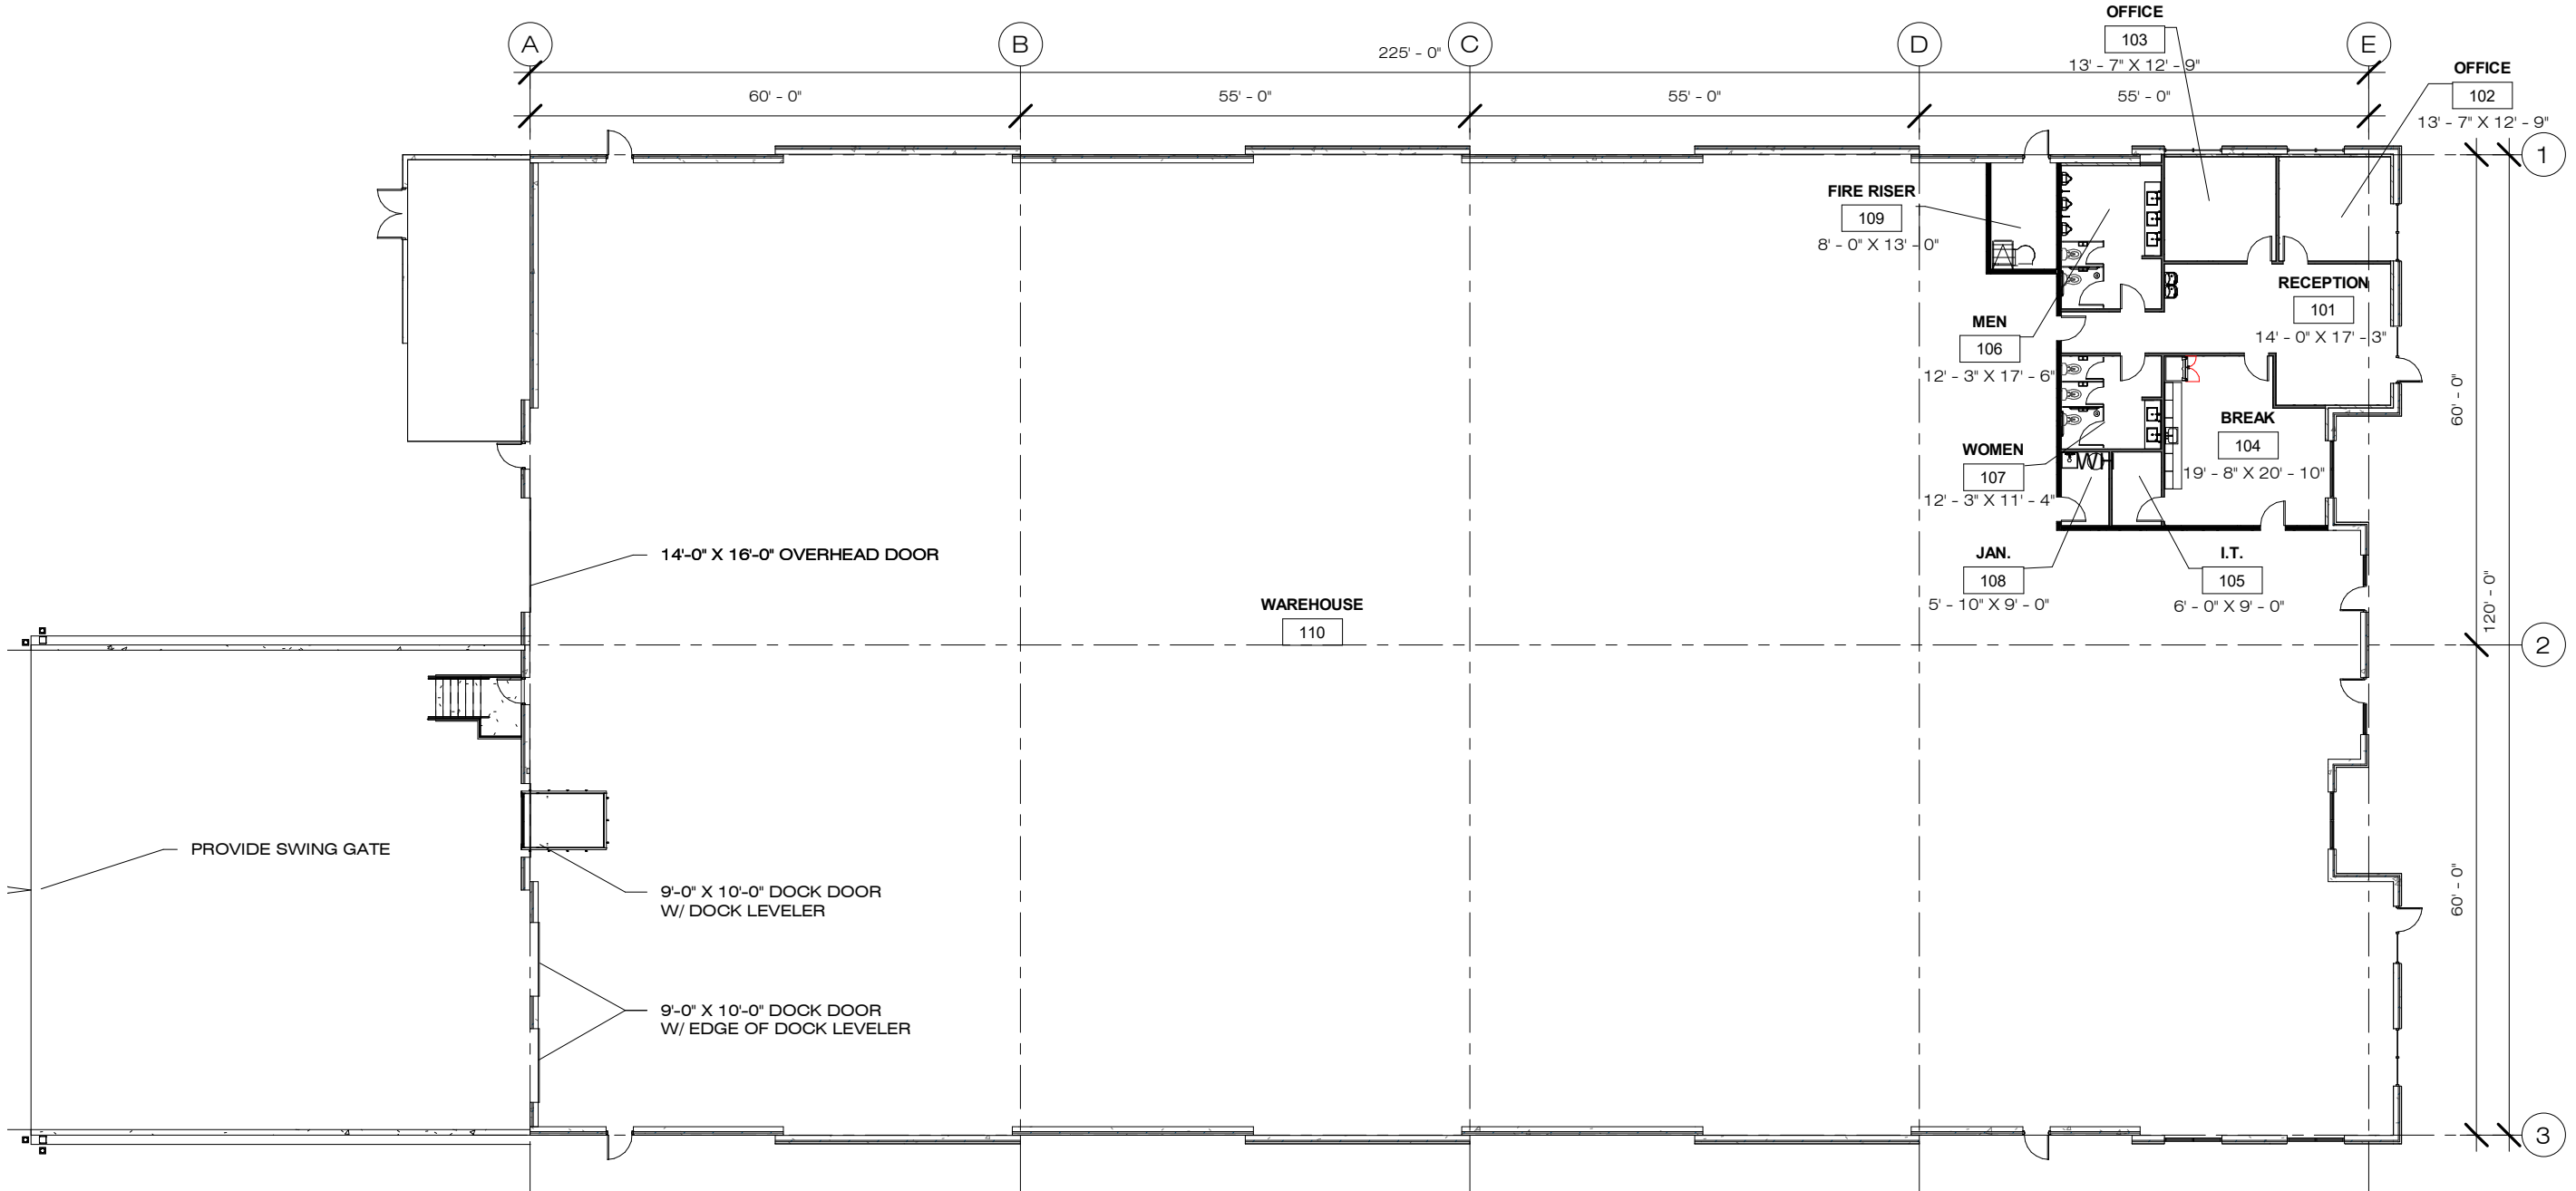 A
B
C
D
E
225' - 0"
60' - 0"
55' - 0"
55' - 0"
55' - 0"
OFFICE
103
13' - 7" X 12' - 9"
OFFICE
102
13' - 7" X 12' - 9"
1
FIRE RISER
109
8' - 0" X 13' - 0"
RECEPTION
101
14' - 0" X 17' - 3"
MEN
106
12' - 3" X 17' - 6"
60' - 0"
BREAK
104
19' - 8" X 20' - 10"
WOMEN
107
12' - 3" X 11' - 4"
14'-0" X 16'-0" OVERHEAD DOOR
JAN.
108
5' - 10" X 9' - 0"
I.T.
105
6' - 0" X 9' - 0"
120' - 0"
WAREHOUSE
110
2
PROVIDE SWING GATE
9'-0" X 10'-0" DOCK DOOR
W/ DOCK LEVELER
60' - 0"
9'-0" X 10'-0" DOCK DOOR
W/ EDGE OF DOCK LEVELER
3